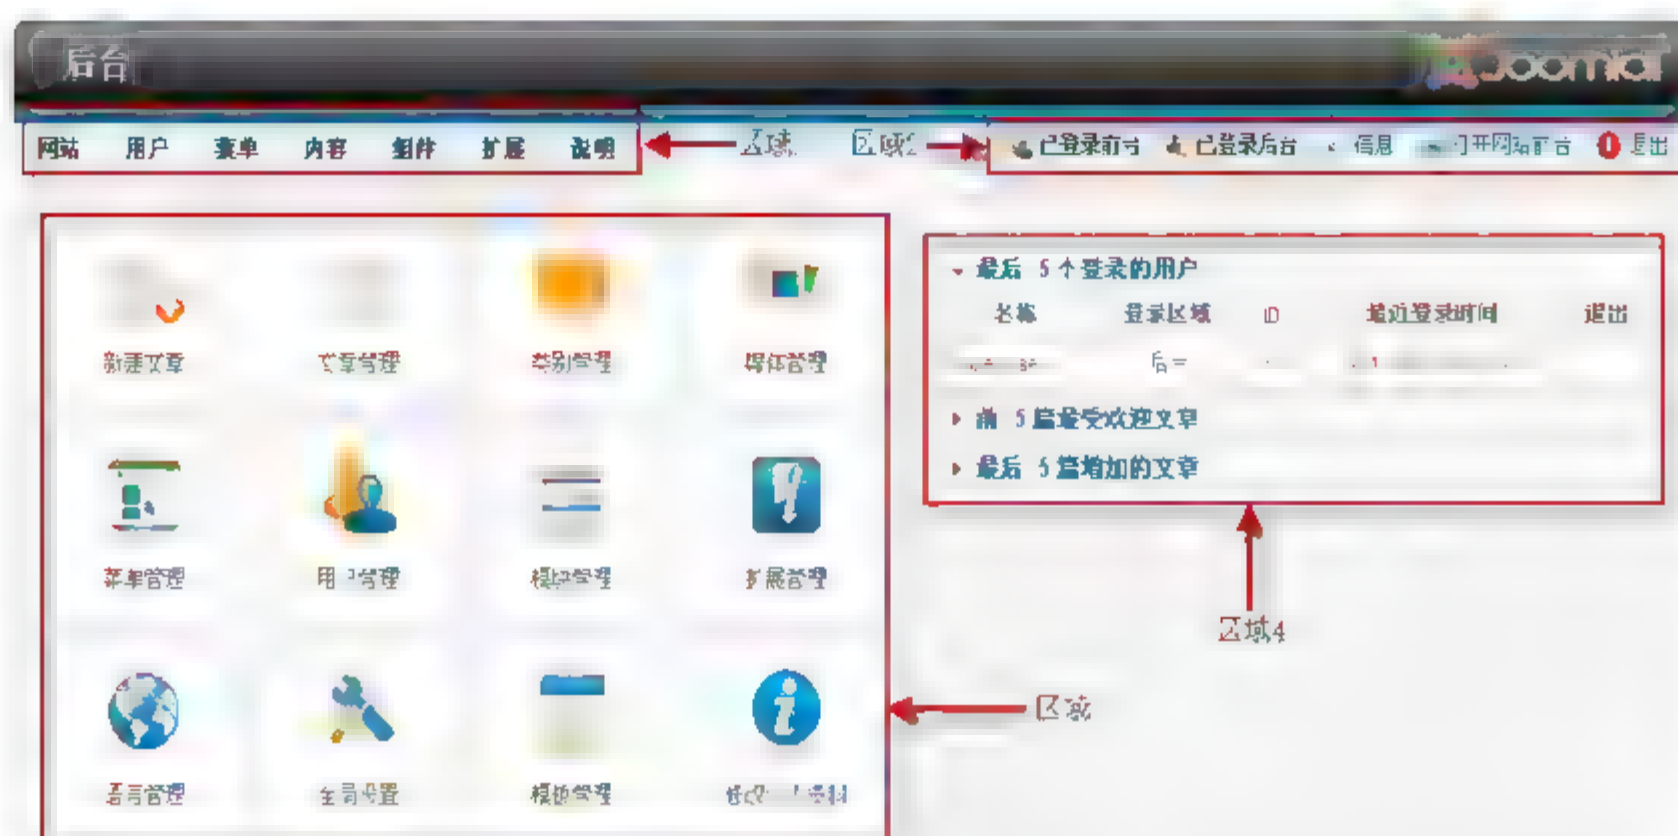 后台
Joomla!
网站 用户 菜单 内容 组件 扩展 说明
区域 区域2
已登录前台 已登录后台 信息 打开网站前台 退出
新建文章 文章管理 类别管理 媒体管理
菜单管理 用户管理 模块管理 扩展管理
语言管理 全局设置 模板管理
最后 5 个登录的用户
名称 登录区域 ID 最近登录时间 退出
后台
前 5 篇最受欢迎文章
最后 5 篇增加的文章
区域4
区域